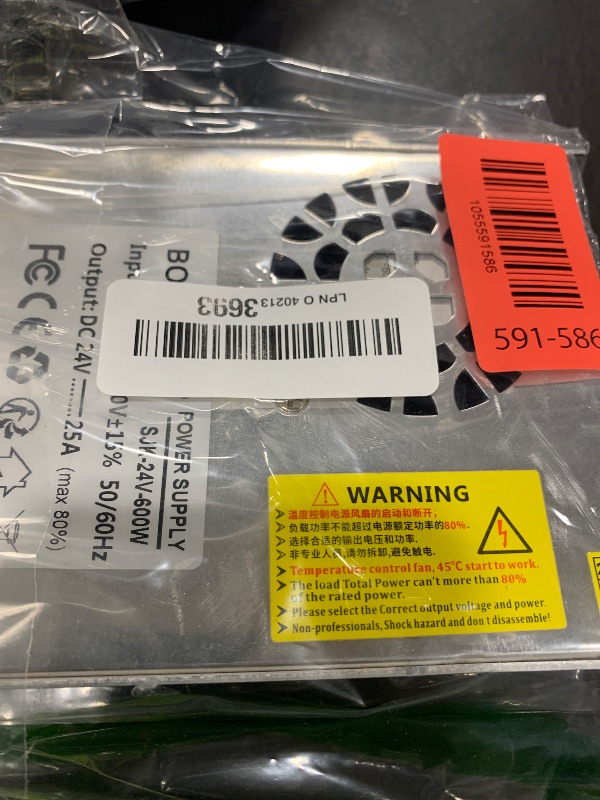 BO
POWER SUPPLY
SJK-24V-600W
Inp
0V±15% 50/60Hz
Output: DC 24V ............ 25A (max 80%)
FC CE
LPN O 40213
3693
1055591586
591-586
WARNING
温度控制电源风扇的启动和断开；
负载功率不能超过电源额定功率的80%.
选择合适的输出电压和功率.
非专业人员,请勿拆卸,避免触电.
Temperature control fan, 45℃ start to work.
The load Total Power can't more than 80%
of the rated power.
Please select the Correct output voltage and power.
Non-professionals, Shock hazard and don t disassemble!